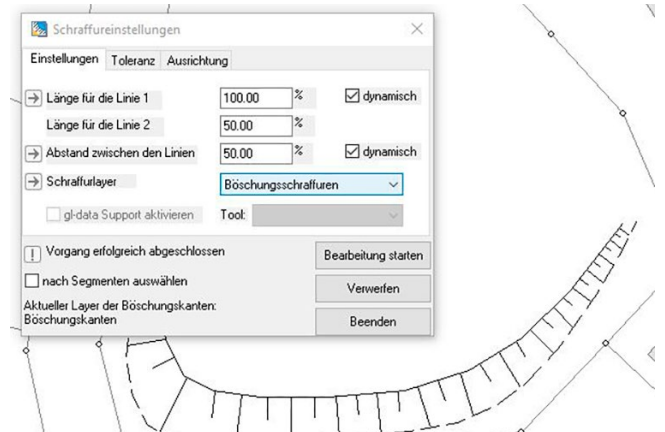 Schraffureinstellungen
Einstellungen Toleranz Ausrichtung
Länge für die Linie 1 100.00 % dynamisch
Länge für die Linie 2 50.00 %
Abstand zwischen den Linien 50.00 % dynamisch
Schraffurlayer Böschungsschraffuren
gl-data Support aktivieren Tool:
Vorgang erfolgreich abgeschlossen Bearbeitung starten
nach Segmenten auswählen Verwerfen
Aktueller Layer der Böschungskanten:
Böschungskanten Beenden